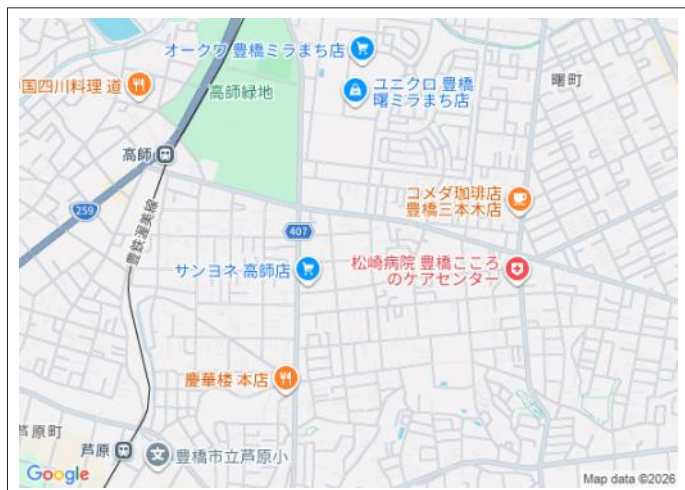 オークワ 豊橋ミラまち店
国四川料理 道
高師緑地
ユニクロ 豊橋
曙ミラまち店
曙町
高師
コメダ珈琲店
豊橋三本木店
259
407
豊鉄渥美線
サンヨネ 高師店
松崎病院 豊橋こころ
のケアセンター
慶華楼 本店
芦原町
芦原
豊橋市立芦原小
Google
Map data ©2026